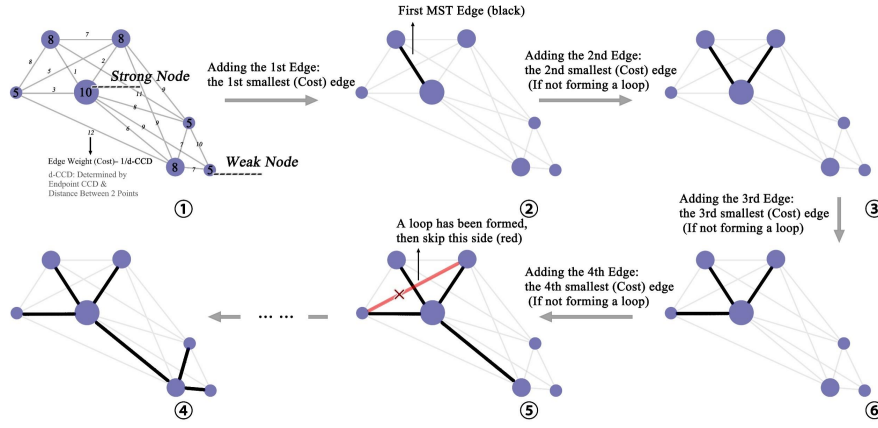 First MST Edge (black)
7
8
8
8
5
1
2
Strong Node
5
3
10
11
9
8
5
6
9
12
7
10
Edge Weight (Cost)- 1/d-CCD
8
7
5
Weak Node
d-CCD: Determined by
Endpoint CCD &
Distance Between 2 Points
①
Adding the 1st Edge:
the 1st smallest (Cost) edge
②
Adding the 2nd Edge:
the 2nd smallest (Cost) edge
(If not forming a loop)
③
Adding the 3rd Edge:
the 3rd smallest (Cost) edge
(If not forming a loop)
A loop has been formed,
then skip this side (red)
Adding the 4th Edge:
the 4th smallest (Cost) edge
(If not forming a loop)
... ...
④
⑤
⑥